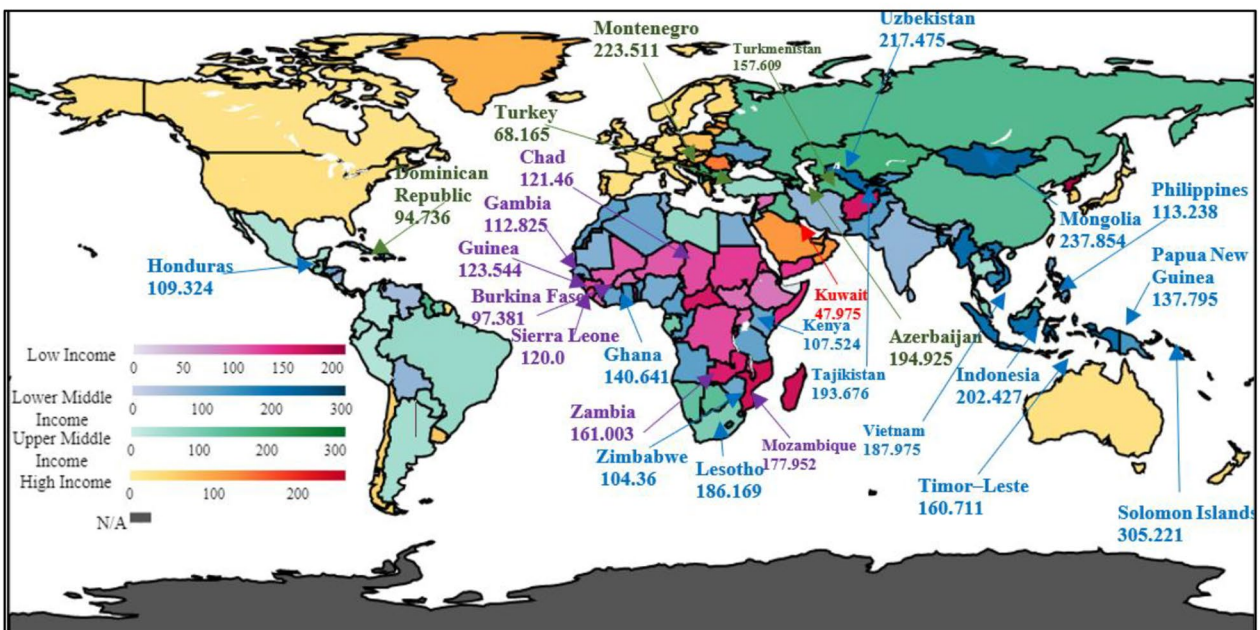 Montenegro
223.511
Turkmenistan
157.609
Uzbekistan
217.475
Turkey
68.165
Chad
121.46
Dominican
Republic
94.736
Gambia
112.825
Guinea
123.544
Burkina Faso
97.381
Sierra Leone
120.0
Honduras
109.324
Ghana
140.641
Zambia
161.003
Zimbabwe
104.36
Lesotho
186.169
Mozambique
177.952
Kuwait
47.975
Kenya
107.524
Tajikistan
193.676
Azerbaijan
194.925
Vietnam
187.975
Indonesia
202.427
Timor–Leste
160.711
Mongolia
237.854
Philippines
113.238
Papua New
Guinea
137.795
Solomon Islands
305.221
Low Income
0 50 100 150 200
Lower Middle
Income
0 100 200 300
Upper Middle
Income
0 100 200 300
High Income
0 100 200
N/A